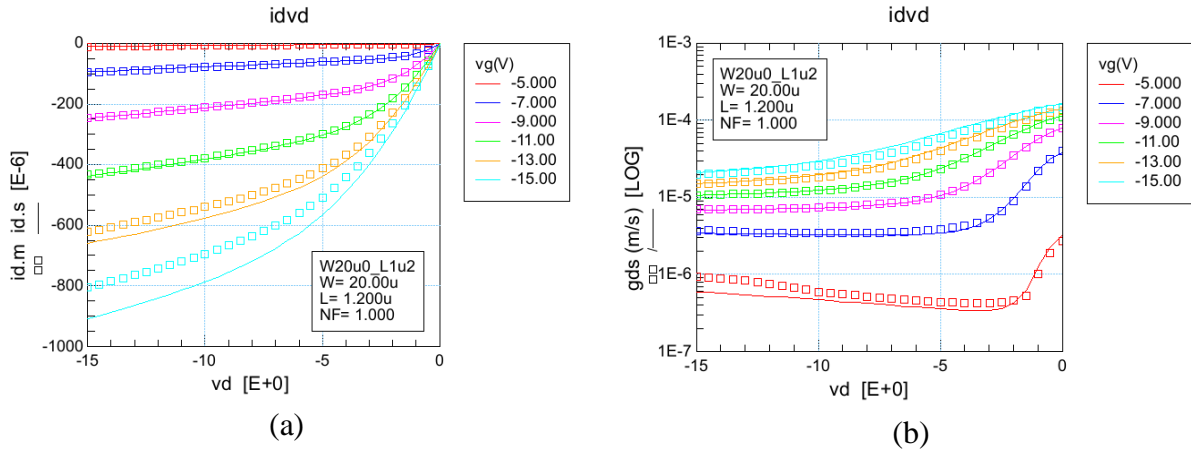 idvd
id.m id.s [E-6]
0
-200
-400
-600
-800
-1000
-15
-10
-5
0
vd [E+0]
W20u0_L1u2
W= 20.00u
L= 1.200u
NF= 1.000
vg(V)
-5.000
-7.000
-9.000
-11.00
-13.00
-15.00
(a)
idvd
gds (m/s) [LOG]
1E-3
1E-4
1E-5
1E-6
1E-7
W20u0_L1u2
W= 20.00u
L= 1.200u
NF= 1.000
-15
-10
-5
0
vd [E+0]
vg(V)
-5.000
-7.000
-9.000
-11.00
-13.00
-15.00
(b)